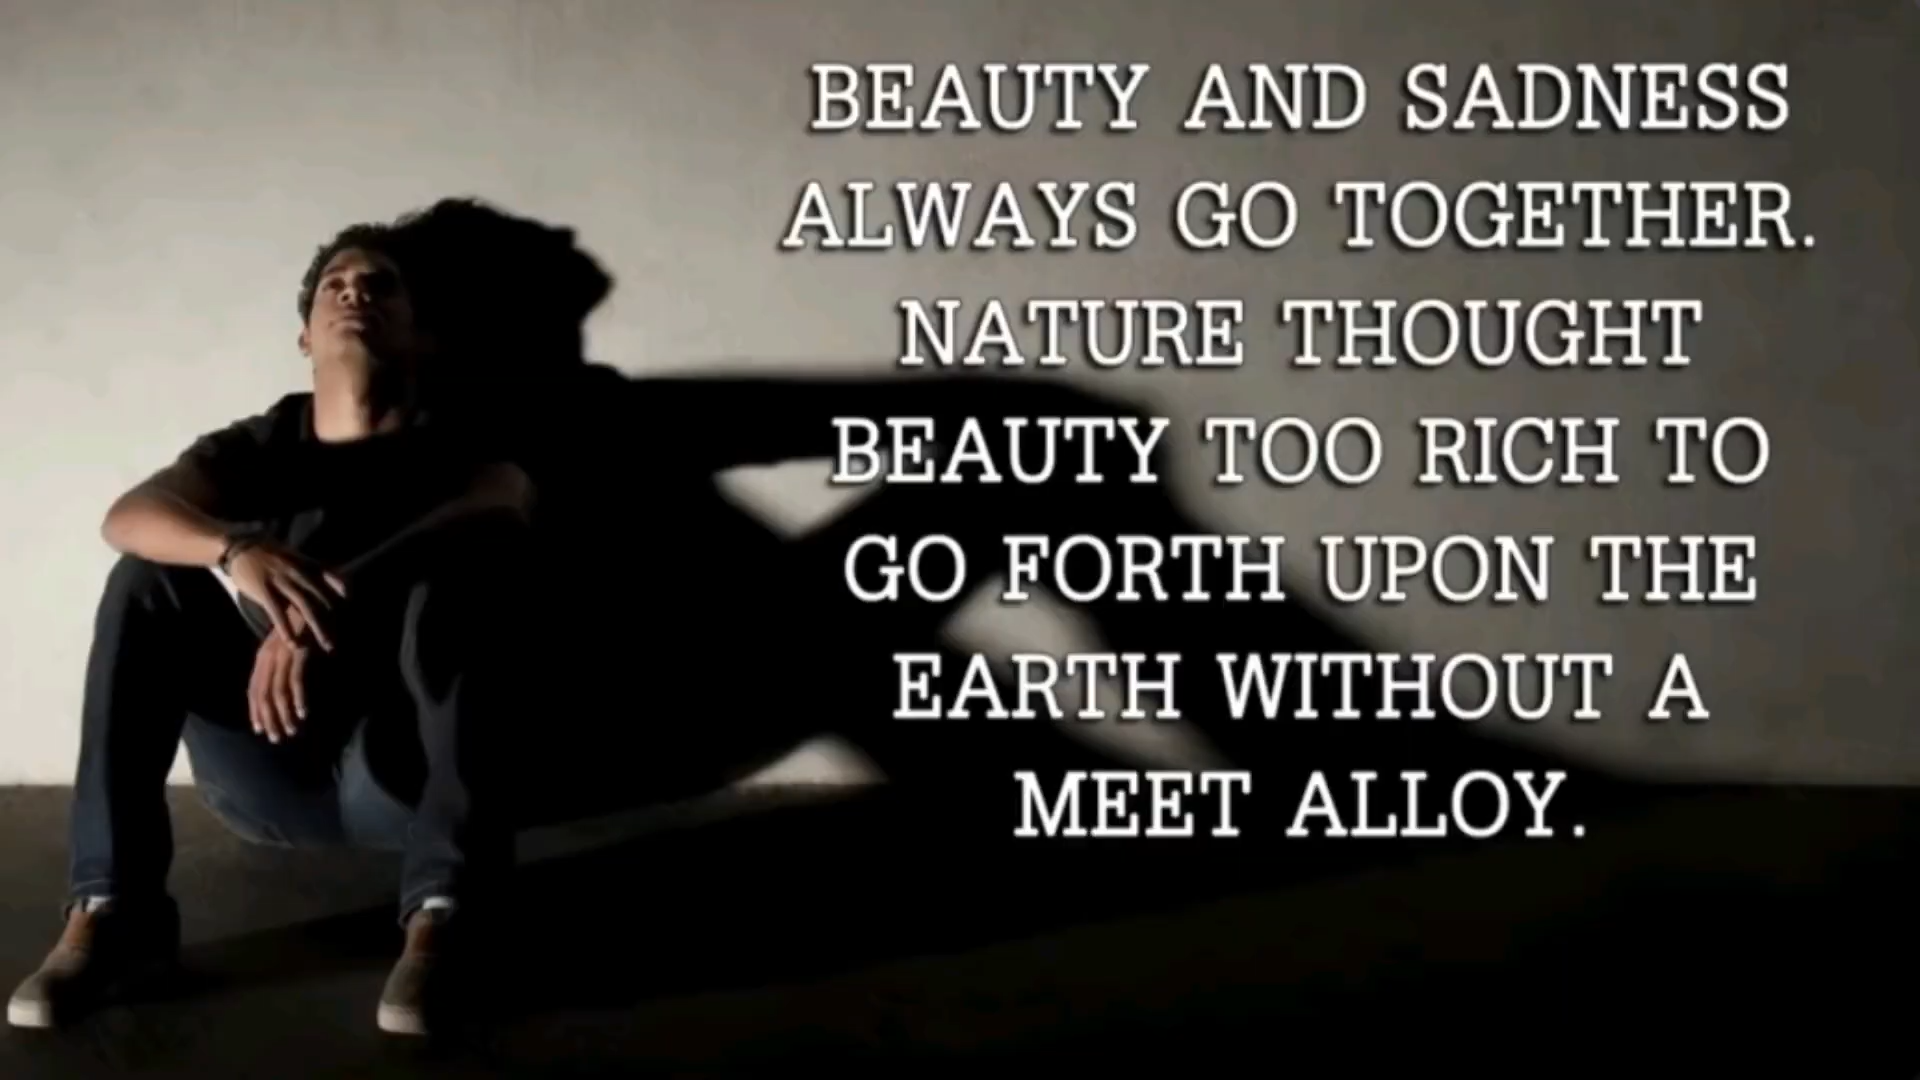 BEAUTY AND SADNESS
ALWAYS GO TOGETHER.
NATURE THOUGHT
BEAUTY TOO RICH TO
GO FORTH UPON THE
EARTH WITHOUT A
MEET ALLOY.